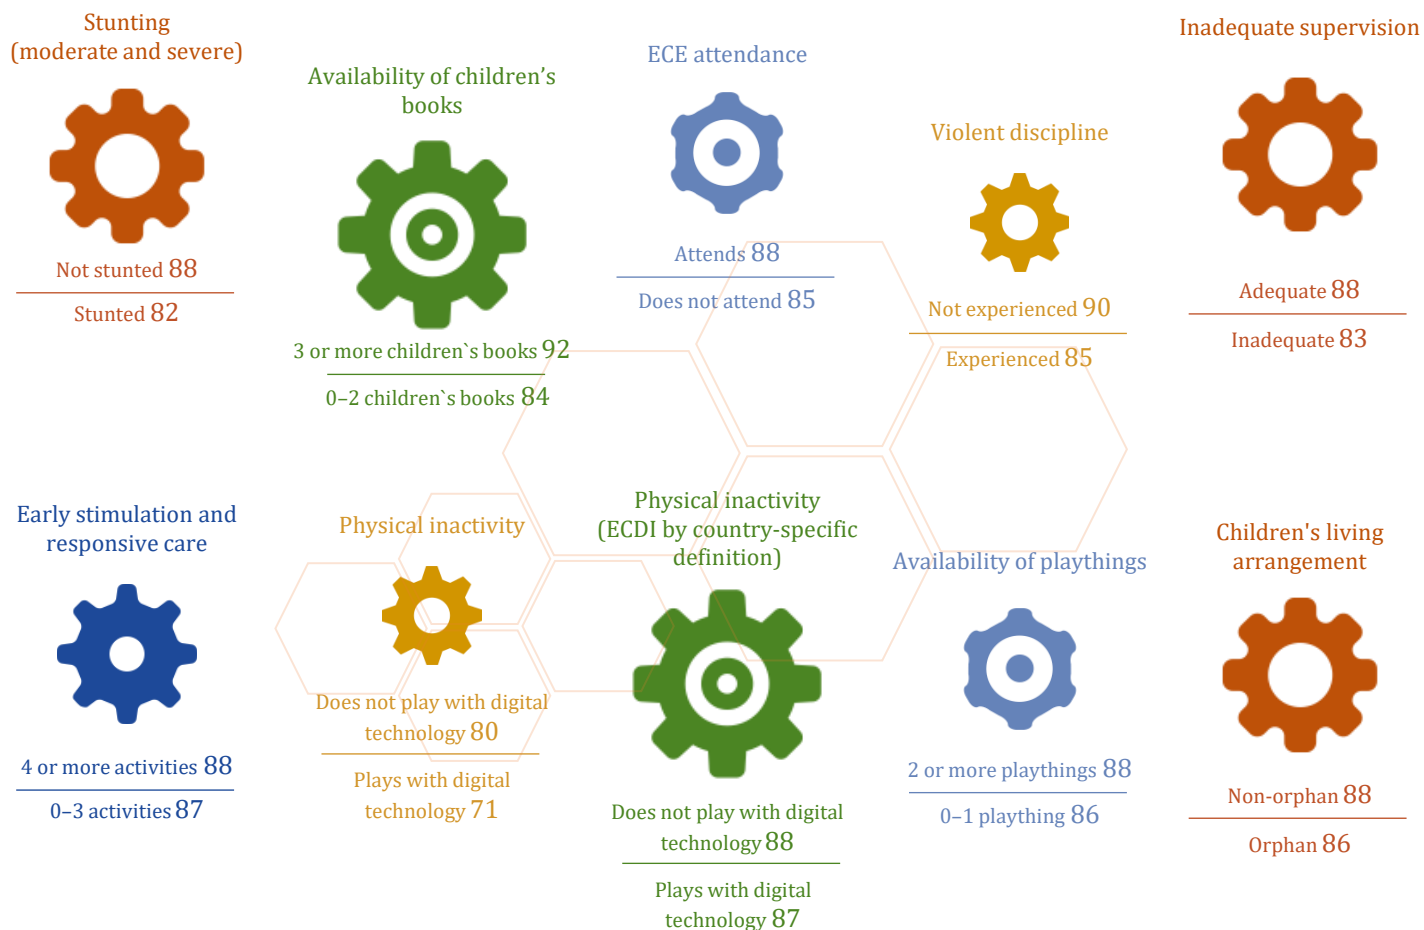 Stunting
(moderate and severe)
Not stunted 88
Stunted 82
Availability of children’s
books
3 or more children`s books 92
0–2 children`s books 84
ECE attendance
Attends 88
Does not attend 85
Violent discipline
Not experienced 90
Experienced 85
Inadequate supervision
Adequate 88
Inadequate 83
Early stimulation and
responsive care
4 or more activities 88
0–3 activities 87
Physical inactivity
Does not play with digital
technology 80
Plays with digital
technology 71
Physical inactivity
(ECDI by country-specific
definition)
Does not play with digital
technology 88
Plays with digital
technology 87
Availability of playthings
2 or more playthings 88
0–1 plaything 86
Children's living
arrangement
Non-orphan 88
Orphan 86